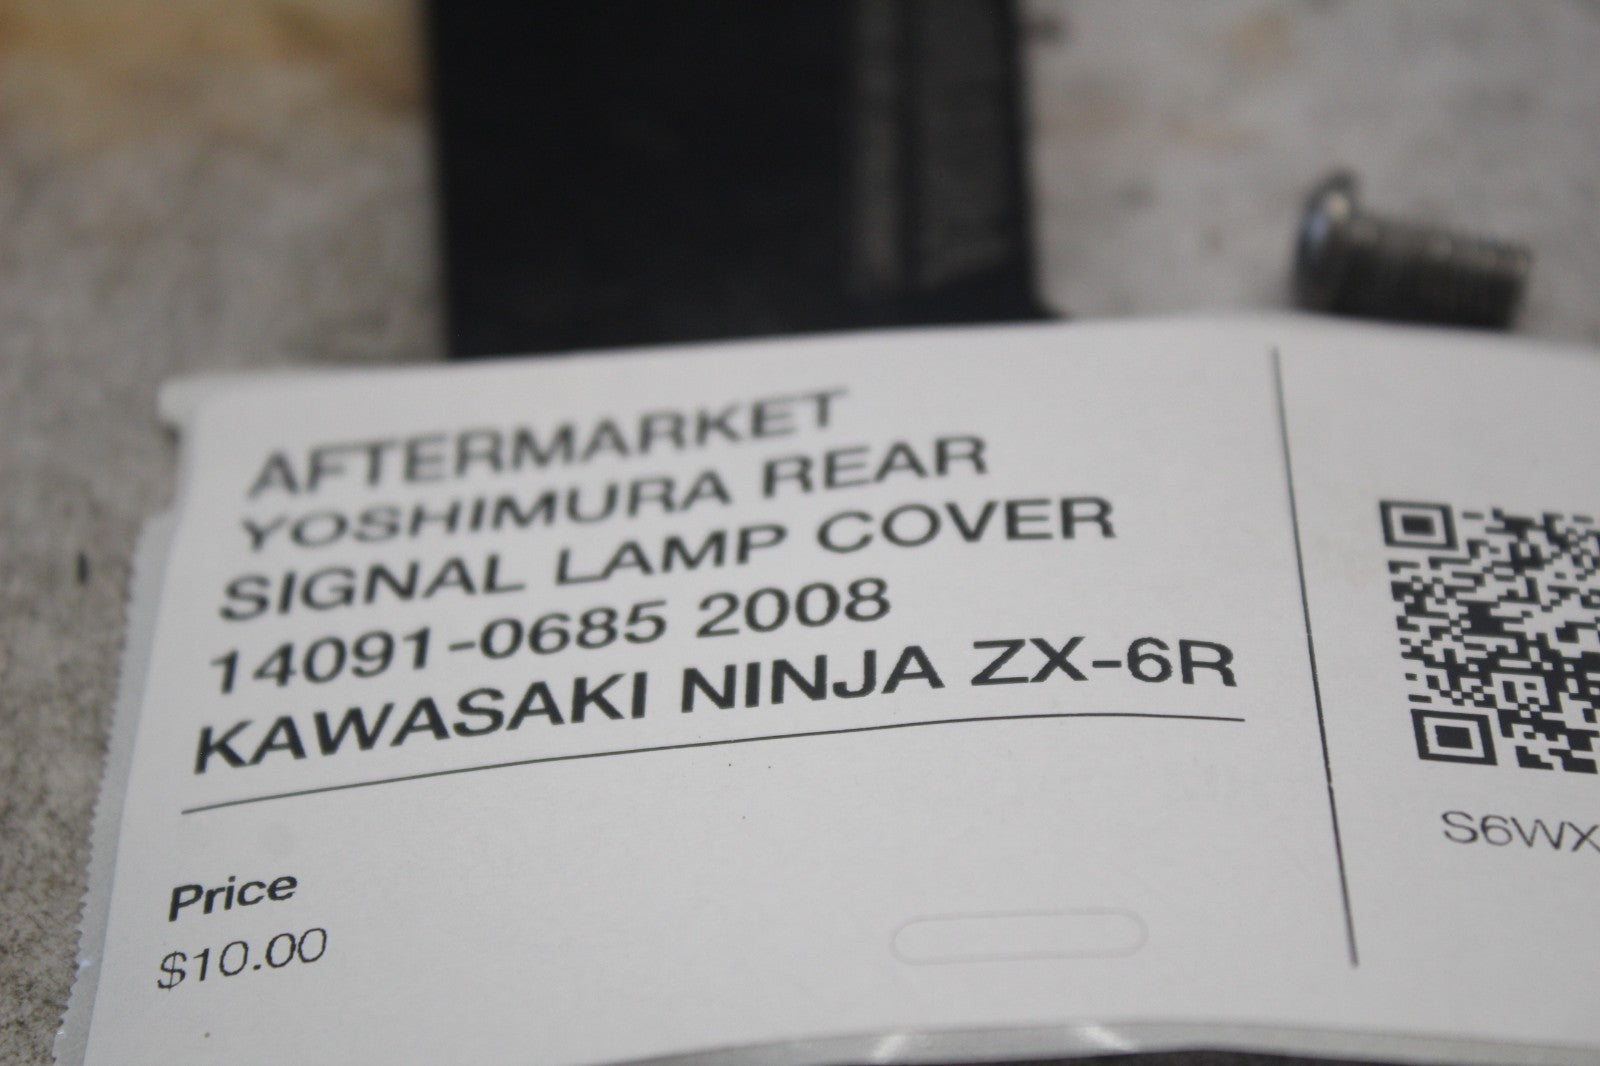 AFTERMARKET
YOSHIMURA REAR
SIGNAL LAMP COVER
14091-0685 2008
KAWASAKI NINJA ZX-6R
Price
$10.00
S6WX